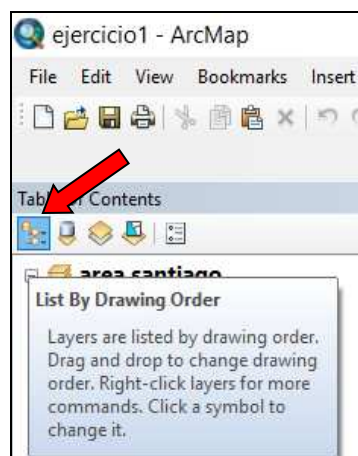 ejercicio1 - ArcMap
File Edit View Bookmarks Insert
Table Of Contents
area santiago
List By Drawing Order
Layers are listed by drawing order.
Drag and drop to change drawing
order. Right-click layers for more
commands. Click a symbol to
change it.